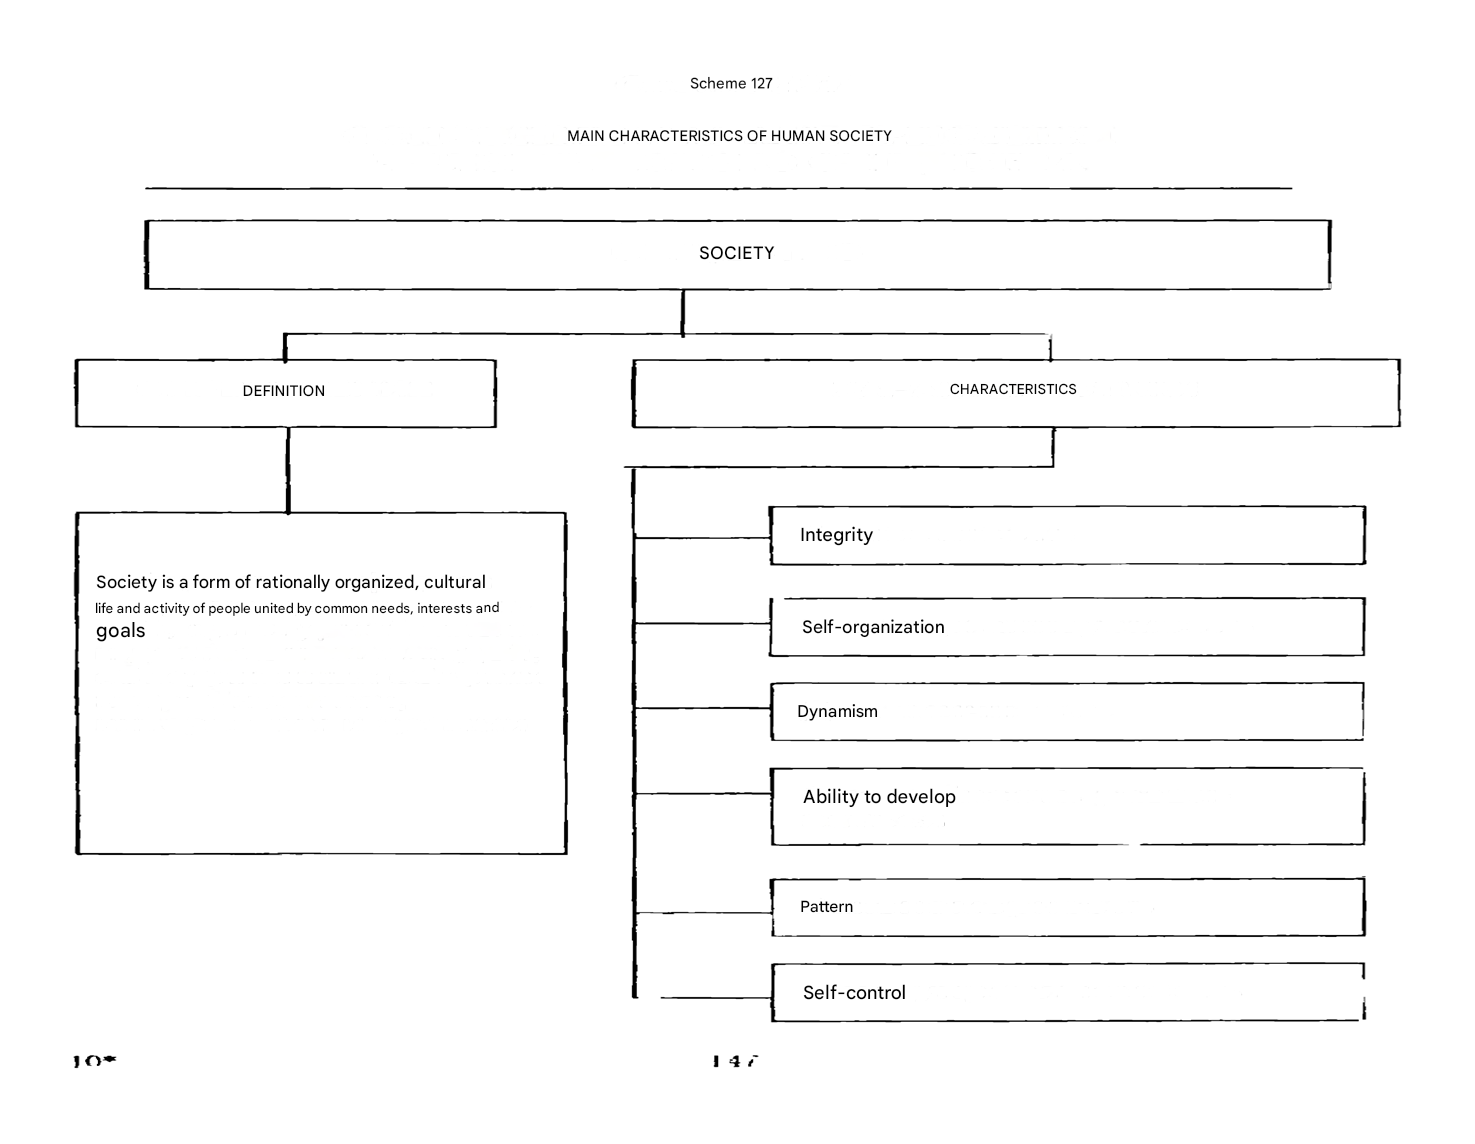 Scheme 127
MAIN CHARACTERISTICS OF HUMAN SOCIETY
SOCIETY
DEFINITION
CHARACTERISTICS
Society is a form of rationally organized, cultural
life and activity of people united by common needs, interests and
goals
Integrity
Self-organization
Dynamism
Ability to develop
Pattern
Self-control